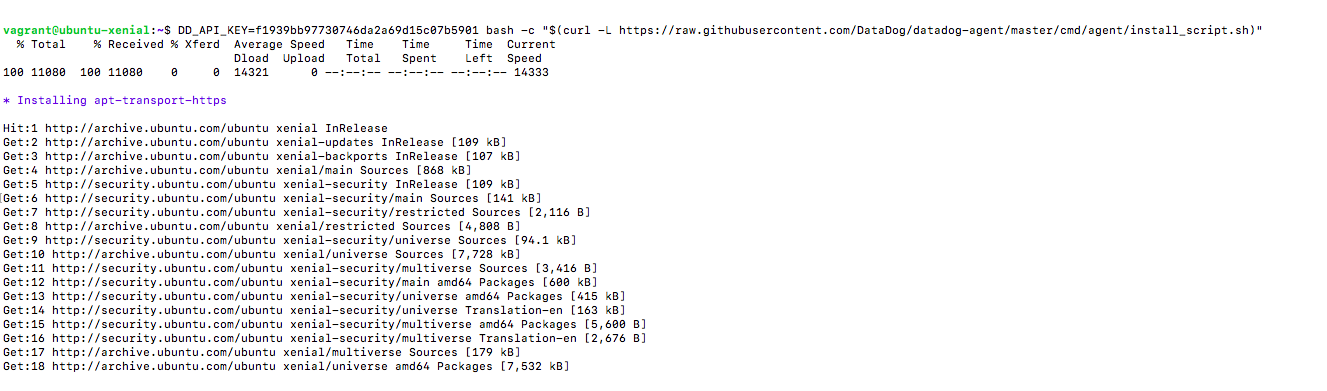 vagrant@ubuntu-xenial:~$ DD_API_KEY=f1939bb97730746da2a69d15c07b5901 bash -c "$(curl -L https://raw.githubusercontent.com/DataDog/datadog-agent/master/cmd/agent/install_script.sh)"
% Total % Received % Xferd Average Speed Time Time Time Current
Dload Upload Total Spent Left Speed
100 11080 100 11080 0 0 14321 0 --:--:-- --:--:-- --:--:-- 14333
* Installing apt-transport-https
Hit:1 http://archive.ubuntu.com/ubuntu xenial InRelease
Get:2 http://archive.ubuntu.com/ubuntu xenial-updates InRelease [109 kB]
Get:3 http://archive.ubuntu.com/ubuntu xenial-backports InRelease [107 kB]
Get:4 http://archive.ubuntu.com/ubuntu xenial/main Sources [868 kB]
Get:5 http://security.ubuntu.com/ubuntu xenial-security InRelease [109 kB]
Get:6 http://security.ubuntu.com/ubuntu xenial-security/main Sources [141 kB]
Get:7 http://security.ubuntu.com/ubuntu xenial-security/restricted Sources [2,116 B]
Get:8 http://archive.ubuntu.com/ubuntu xenial/restricted Sources [4,808 B]
Get:9 http://security.ubuntu.com/ubuntu xenial-security/universe Sources [94.1 kB]
Get:10 http://archive.ubuntu.com/ubuntu xenial/universe Sources [7,728 kB]
Get:11 http://security.ubuntu.com/ubuntu xenial-security/multiverse Sources [3,416 B]
Get:12 http://security.ubuntu.com/ubuntu xenial-security/main amd64 Packages [600 kB]
Get:13 http://security.ubuntu.com/ubuntu xenial-security/universe amd64 Packages [415 kB]
Get:14 http://security.ubuntu.com/ubuntu xenial-security/universe Translation-en [163 kB]
Get:15 http://security.ubuntu.com/ubuntu xenial-security/multiverse amd64 Packages [5,600 B]
Get:16 http://security.ubuntu.com/ubuntu xenial-security/multiverse Translation-en [2,676 B]
Get:17 http://archive.ubuntu.com/ubuntu xenial/multiverse Sources [179 kB]
Get:18 http://archive.ubuntu.com/ubuntu xenial/universe amd64 Packages [7,532 kB]